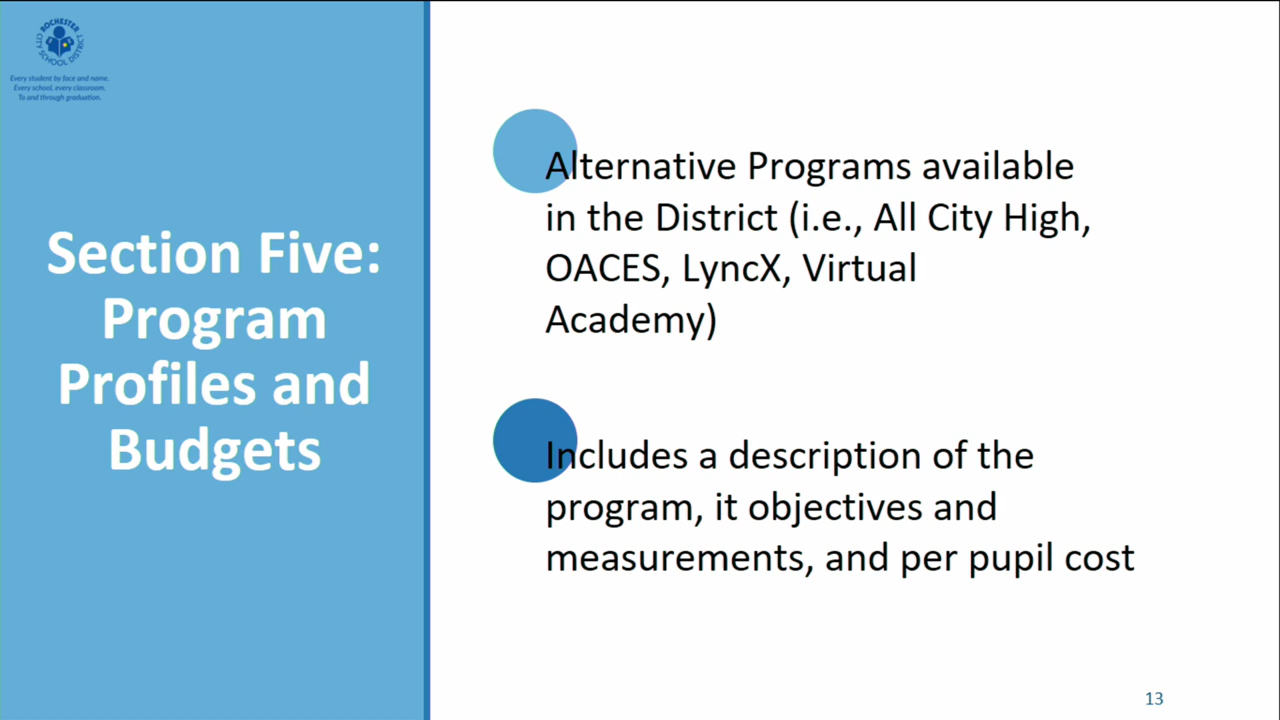 ROCHESTER
CITY SCHOOL DISTRICT
Every student by face and name.
Every school, every classroom.
To and through graduation.
Section Five:
Program
Profiles and
Budgets
Alternative Programs available
in the District (i.e., All City High,
OACES, LyncX, Virtual
Academy)
Includes a description of the
program, it objectives and
measurements, and per pupil cost
13